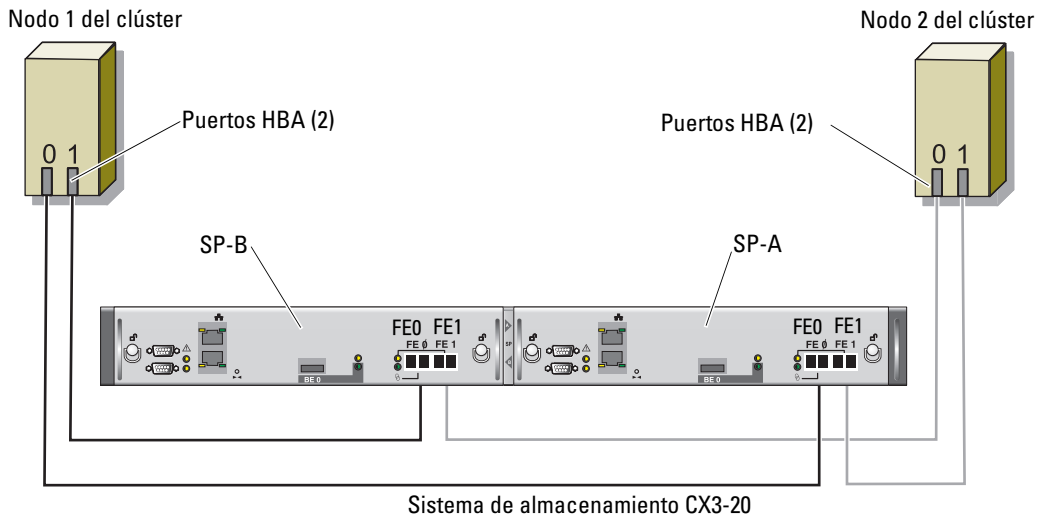 Nodo 1 del clúster
Nodo 2 del clúster
Puertos HBA (2)
Puertos HBA (2)
0 1
0 1
SP-B
SP-A
FE0 FE1
FE0 FE1
FE 0 FE 1
SP
FE 0 FE 1
BE 0
BE 0
Sistema de almacenamiento CX3-20